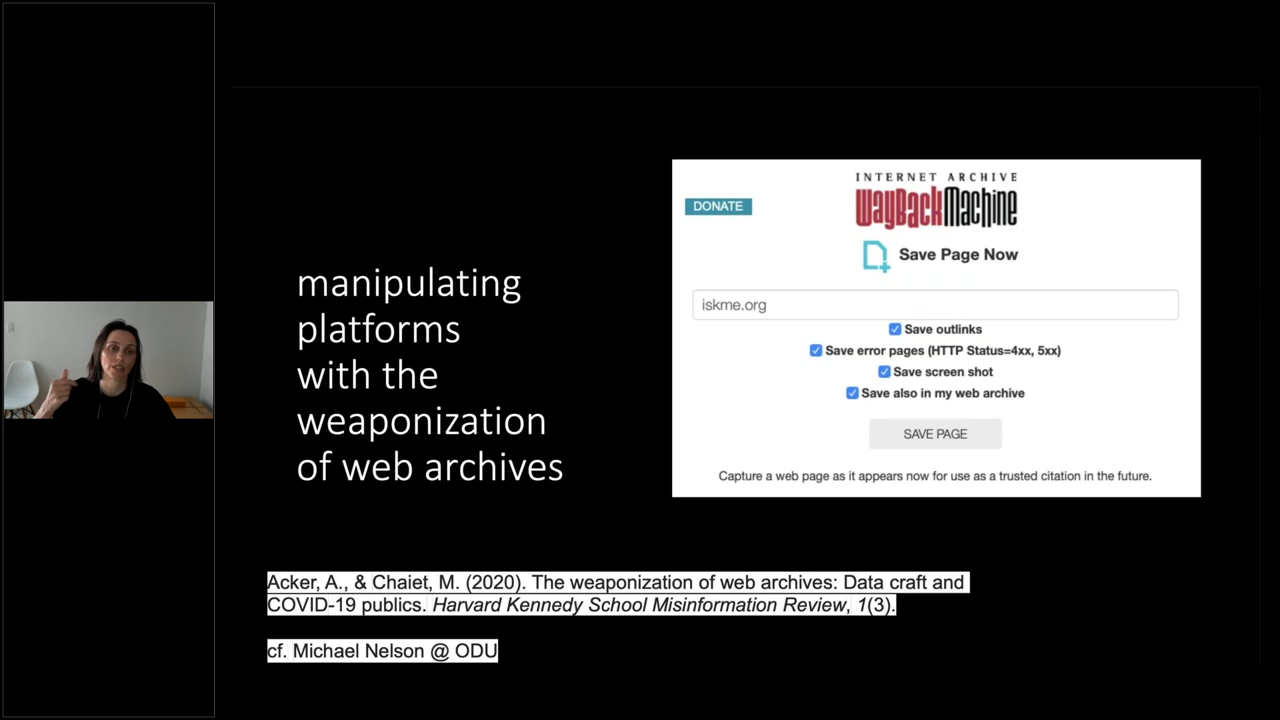 manipulating
platforms
with the
weaponization
of web archives
INTERNET ARCHIVE
WayBackMachine
DONATE
Save Page Now
iskme.org
Save outlinks
Save error pages (HTTP Status=4xx, 5xx)
Save screen shot
Save also in my web archive
SAVE PAGE
Capture a web page as it appears now for use as a trusted citation in the future.
Acker, A., & Chaiet, M. (2020). The weaponization of web archives: Data craft and
COVID-19 publics. Harvard Kennedy School Misinformation Review, 1(3).
cf. Michael Nelson @ ODU